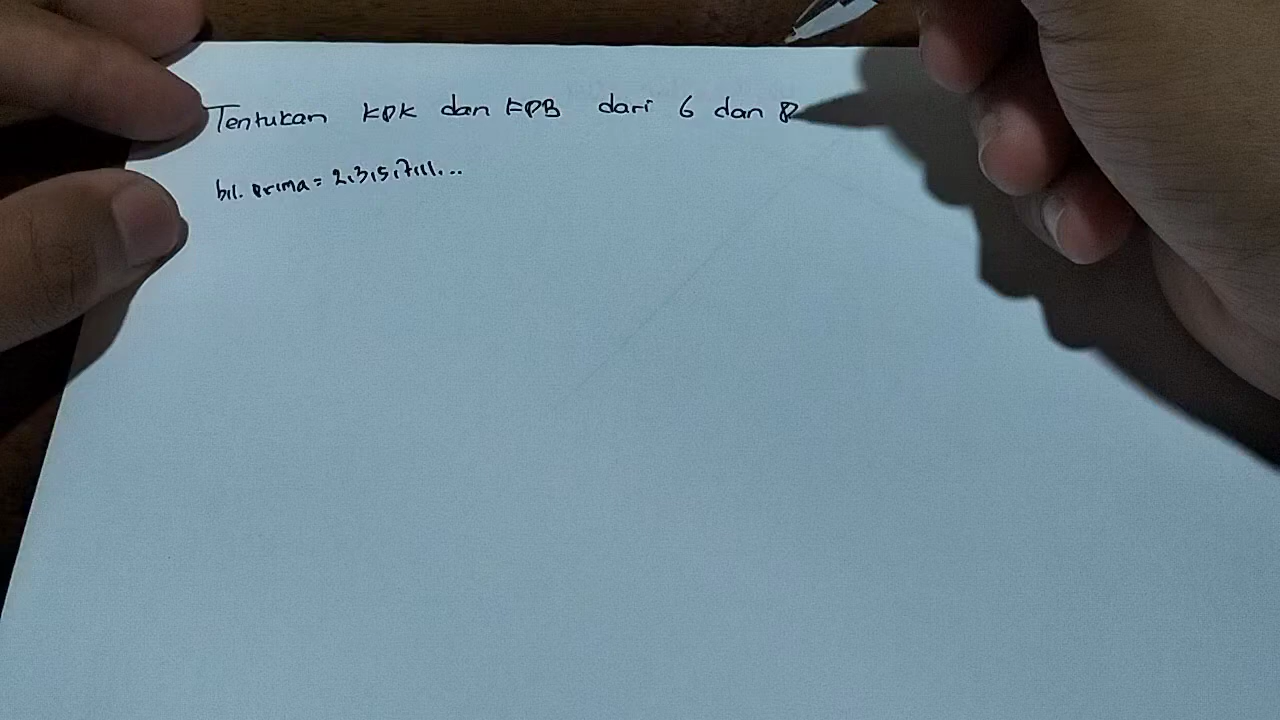 Tentukan KPK dan FPB dari 6 dan 8
bil. prima = 2,3,5,7,11,...